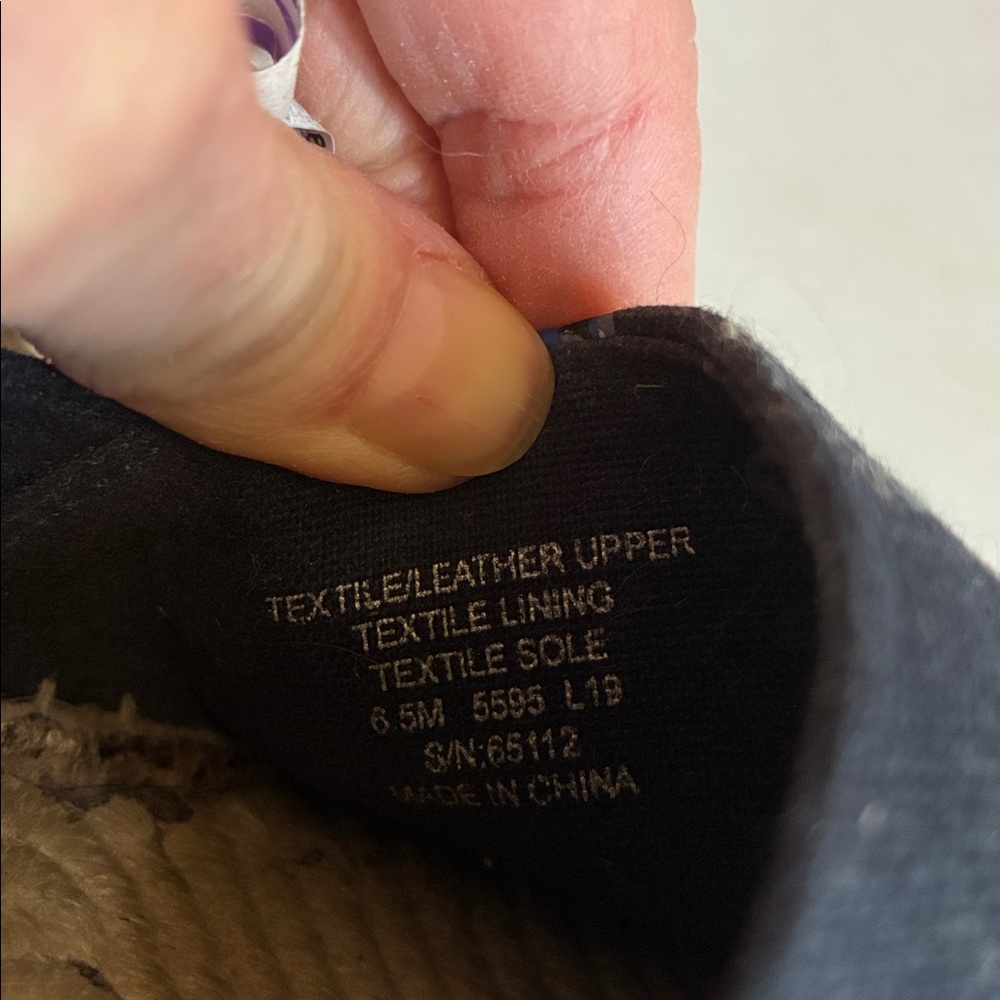 TEXTILE/LEATHER UPPER
TEXTILE LINING
TEXTILE SOLE
6.5M 5595 L19
S/N:65112
MADE IN CHINA